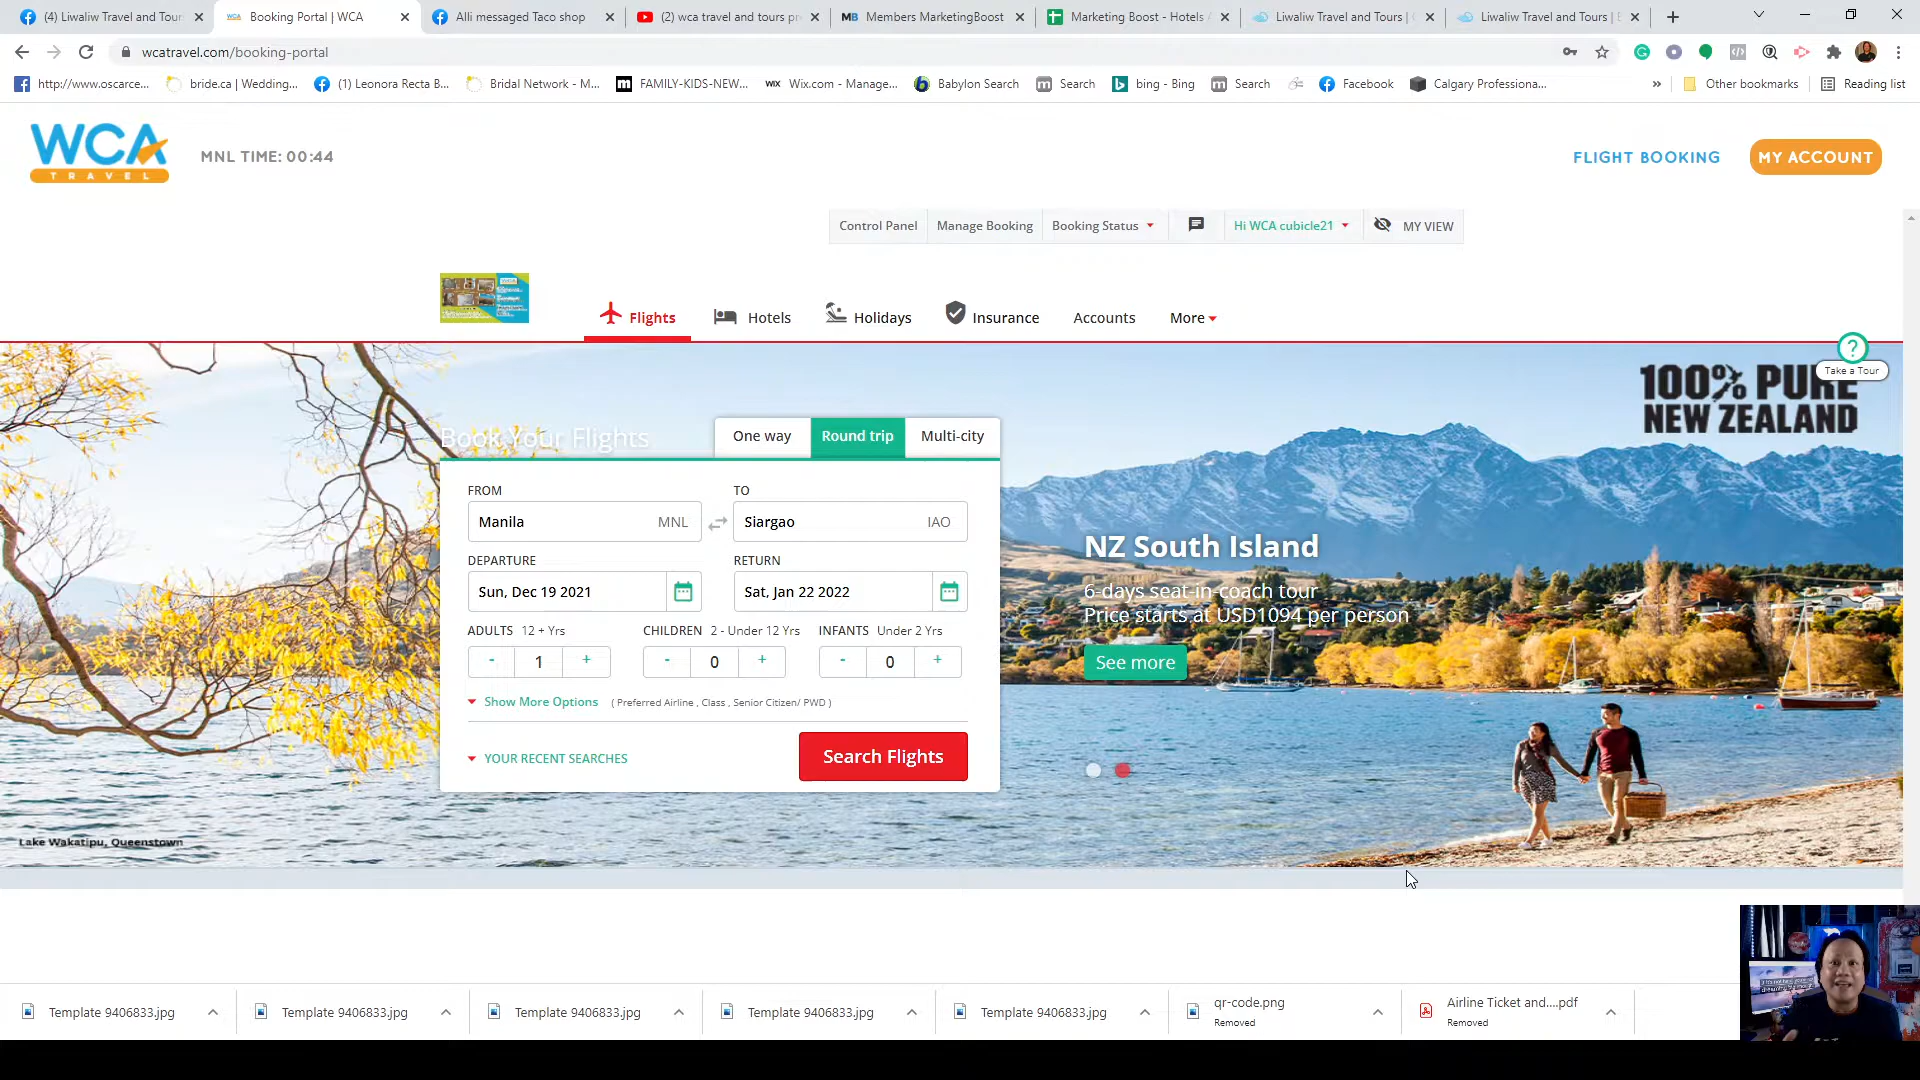 (4) Liwaliw Travel and Tour
Booking Portal | WCA
Alli messaged Taco shop
(2) wca travel and tours pr
Members MarketingBoost
Marketing Boost - Hotels
Liwaliw Travel and Tours |
Liwaliw Travel and Tours |
wcatravel.com/booking-portal
http://www.oscarce...
bride.ca | Wedding...
(1) Leonora Recta B...
Bridal Network - M...
FAMILY-KIDS-NEW...
WIX Wix.com - Manage...
Babylon Search
Search
bing - Bing
Search
Facebook
Calgary Professiona...
Other bookmarks
Reading list
WCA
TRAVEL
MNL TIME: 00:44
FLIGHT BOOKING
MY ACCOUNT
Control Panel
Manage Booking
Booking Status
Hi WCA cubicle21
MY VIEW
Flights
Hotels
Holidays
Insurance
Accounts
More
?
Take a Tour
100% PURE
NEW ZEALAND
Book Your Flights
One way
Round trip
Multi-city
FROM
TO
Manila MNL
Siargao IAO
DEPARTURE
RETURN
Sun, Dec 19 2021
Sat, Jan 22 2022
ADULTS 12 + Yrs
CHILDREN 2 - Under 12 Yrs
INFANTS Under 2 Yrs
- 1 +
- 0 +
- 0 +
Show More Options ( Preferred Airline , Class , Senior Citizen/ PWD )
YOUR RECENT SEARCHES
Search Flights
NZ South Island
6-days seat-in-coach tour
Price starts at USD1094 per person
See more
Lake Wakatipu, Queenstown
Template 9406833.jpg
Template 9406833.jpg
Template 9406833.jpg
Template 9406833.jpg
Template 9406833.jpg
qr-code.png
Removed
Airline Ticket and....pdf
Removed